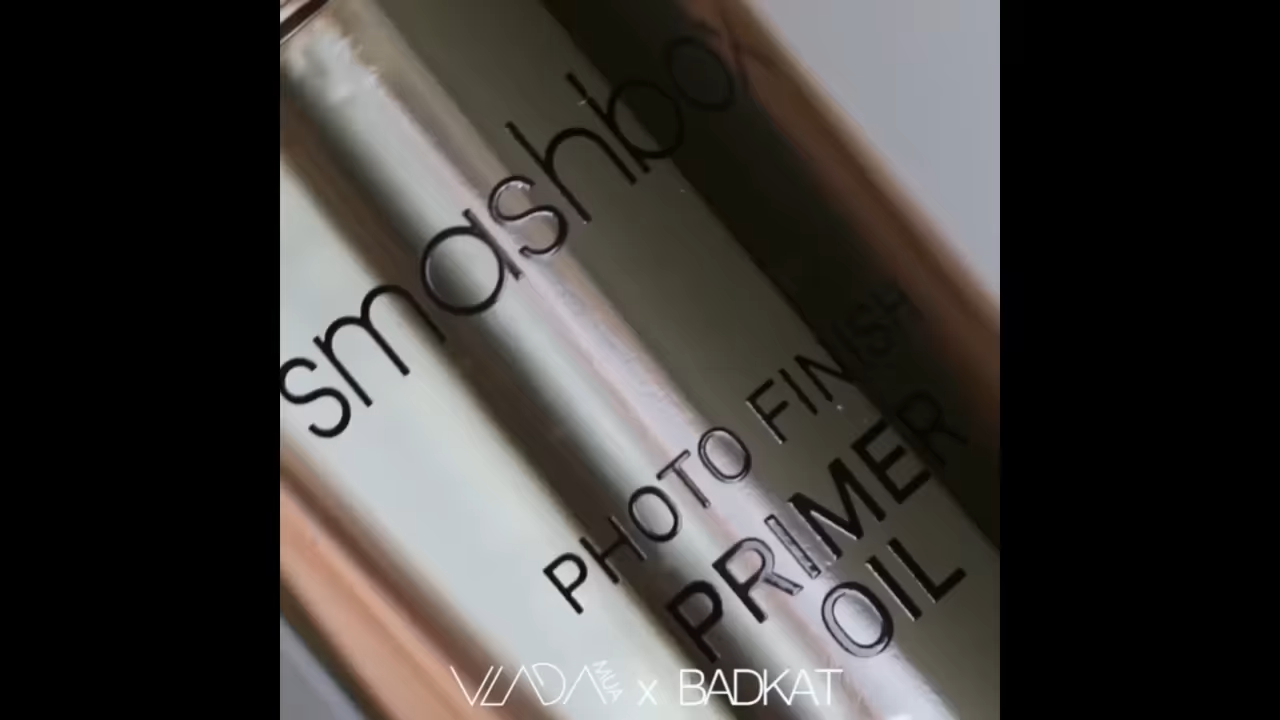 smashbox
PHOTO FINISH
PRIMER
OIL
VLADA MUA x BADKAT